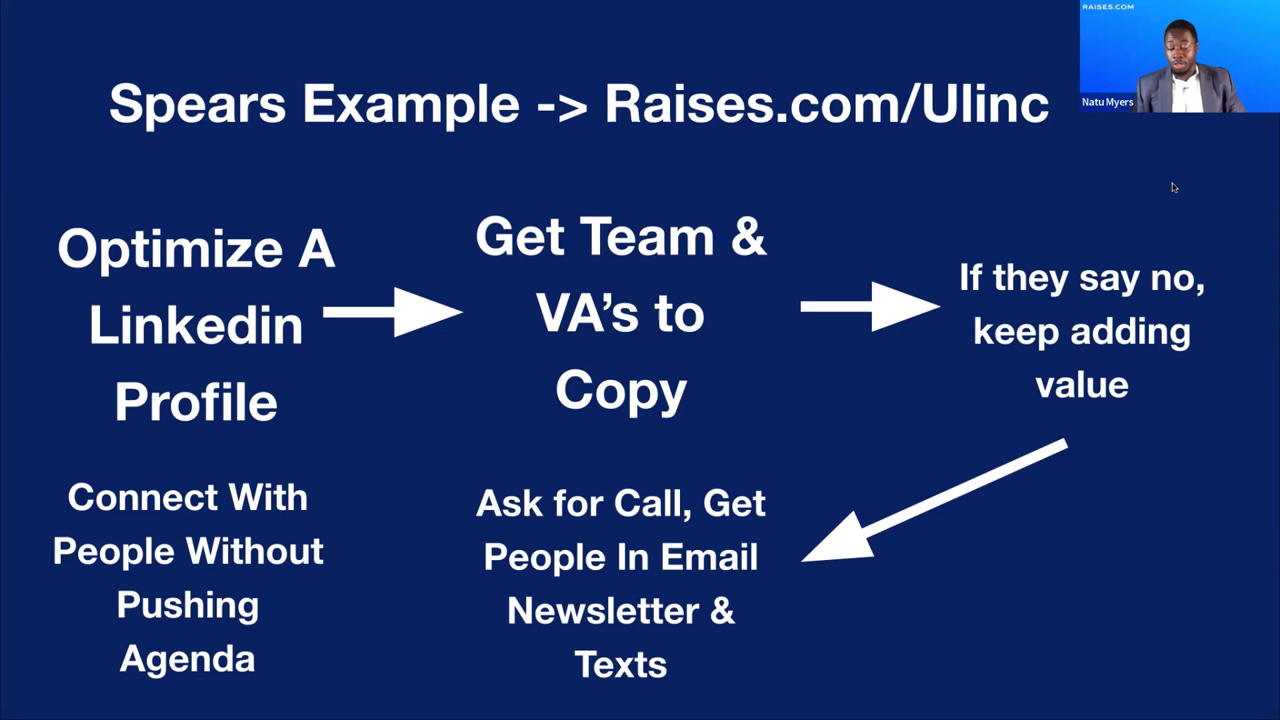 RAISES.COM
Natu Myers
Spears Example -> Raises.com/Ulinc
Optimize A
Linkedin
Profile
Get Team &
VA's to
Copy
If they say no,
keep adding
value
Connect With
People Without
Pushing
Agenda
Ask for Call, Get
People In Email
Newsletter &
Texts